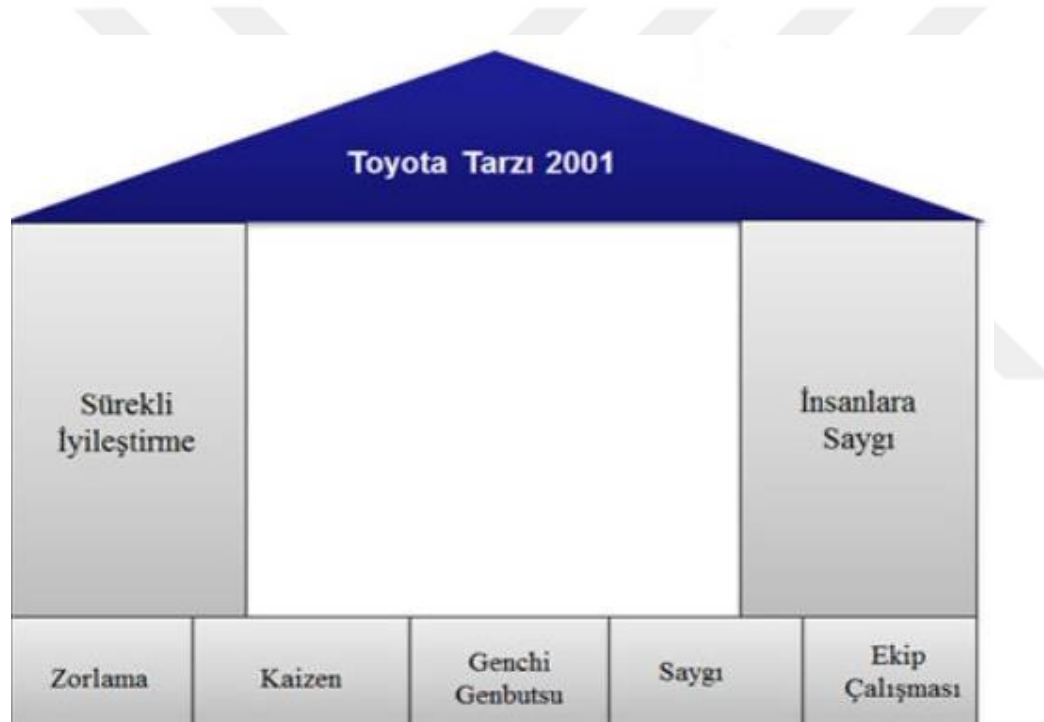 Toyota Tarzı 2001
Sürekli
İyileştirme
İnsanlara
Saygı
Zorlama
Kaizen
Genchi
Genbutsu
Saygı
Ekip
Çalışması